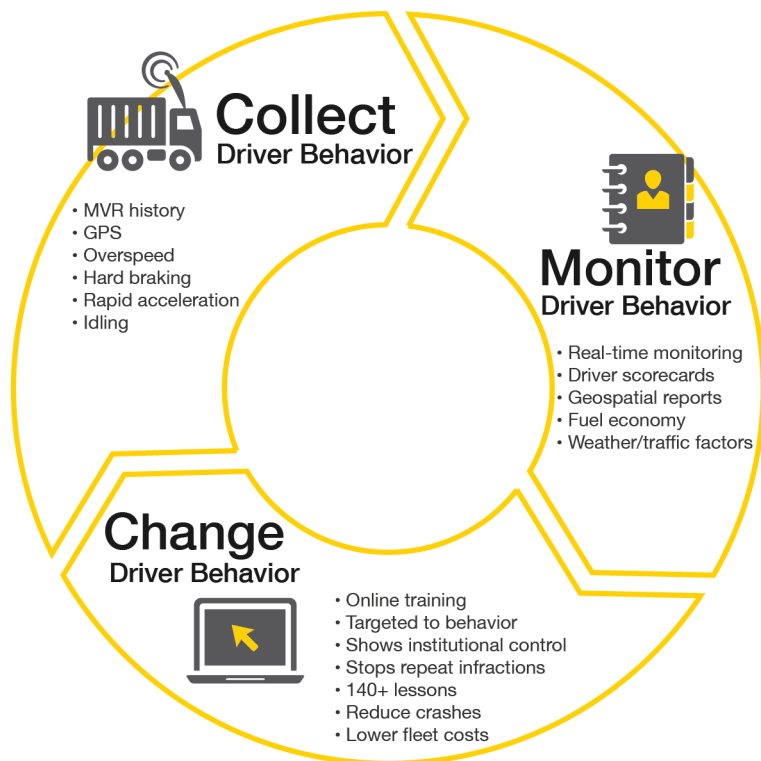 Collect
Driver Behavior
• MVR history
• GPS
• Overspeed
• Hard braking
• Rapid acceleration
• Idling
Monitor
Driver Behavior
• Real-time monitoring
• Driver scorecards
• Geospatial reports
• Fuel economy
• Weather/traffic factors
Change
Driver Behavior
• Online training
• Targeted to behavior
• Shows institutional control
• Stops repeat infractions
• 140+ lessons
• Reduce crashes
• Lower fleet costs